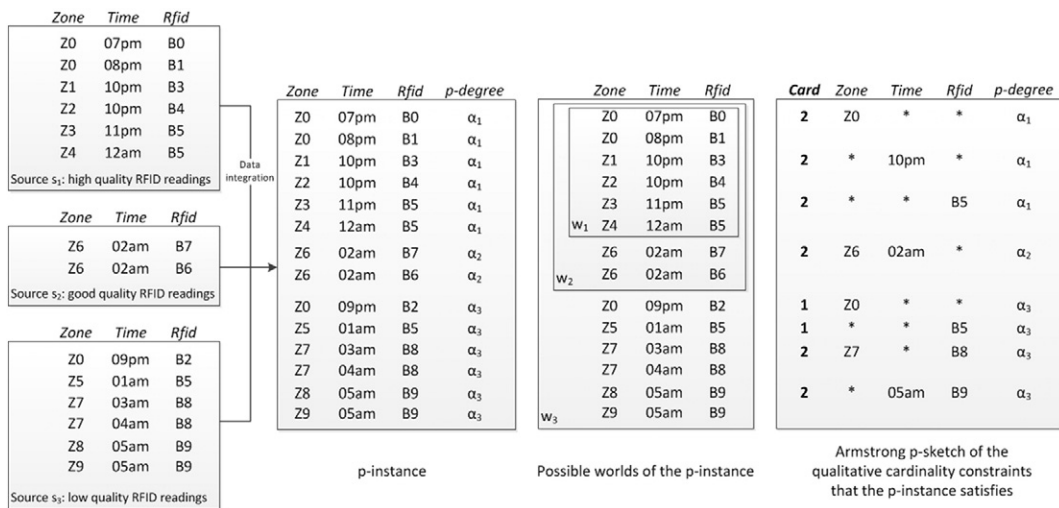 Zone Time Rfid
Z0 07pm B0
Z0 08pm B1
Z1 10pm B3
Z2 10pm B4
Z3 11pm B5
Z4 12am B5
Source s₁: high quality RFID readings
Zone Time Rfid
Z6 02am B7
Z6 02am B6
Source s₂: good quality RFID readings
Zone Time Rfid
Z0 09pm B2
Z5 01am B5
Z7 03am B8
Z7 04am B8
Z8 05am B9
Z9 05am B9
Source s₃: low quality RFID readings
Data
integration
Zone Time Rfid p-degree
Z0 07pm B0 α₁
Z0 08pm B1 α₁
Z1 10pm B3 α₁
Z2 10pm B4 α₁
Z3 11pm B5 α₁
Z4 12am B5 α₁
Z6 02am B7 α₂
Z6 02am B6 α₂
Z0 09pm B2 α₃
Z5 01am B5 α₃
Z7 03am B8 α₃
Z7 04am B8 α₃
Z8 05am B9 α₃
Z9 05am B9 α₃
p-instance
Zone Time Rfid
Z0 07pm B0
Z0 08pm B1
Z1 10pm B3
Z2 10pm B4
Z3 11pm B5
w₁ Z4 12am B5
Z6 02am B7
w₂ Z6 02am B6
Z0 09pm B2
Z5 01am B5
Z7 03am B8
Z7 04am B8
Z8 05am B9
w₃ Z9 05am B9
Possible worlds of the p-instance
Card Zone Time Rfid p-degree
2 Z0 * * α₁
2 * 10pm * α₁
2 * * B5 α₁
2 Z6 02am * α₂
1 Z0 * * α₃
1 * * B5 α₃
2 Z7 * B8 α₃
2 * 05am B9 α₃
Armstrong p-sketch of the
qualitative cardinality constraints
that the p-instance satisfies